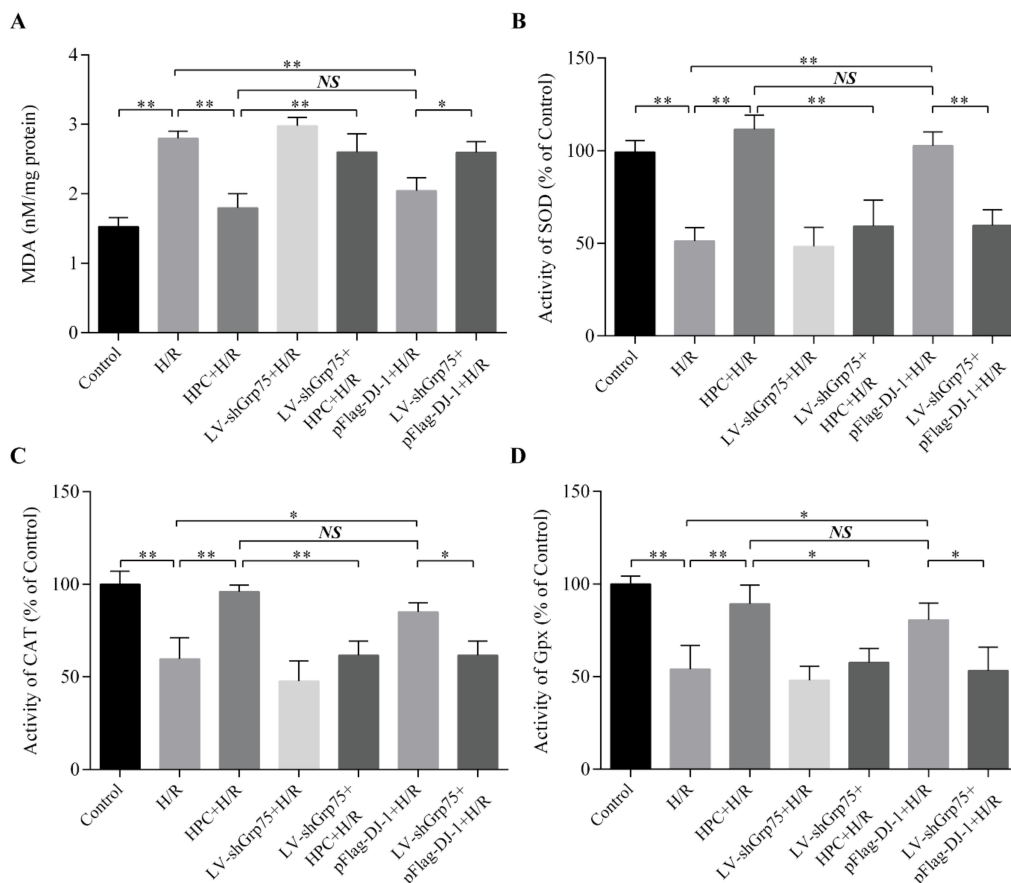 A
MDA (nM/mg protein)
4
3
2
1
0
**
NS
**
**
**
*
Control
H/R
HPC+H/R
LV-shGrp75+H/R
LV-shGrp75+
HPC+H/R
pFlag-DJ-1+H/R
LV-shGrp75+
pFlag-DJ-1+H/R
B
Activity of SOD (% of Control)
150
100
50
0
**
NS
**
**
**
**
Control
H/R
HPC+H/R
LV-shGrp75+H/R
LV-shGrp75+
HPC+H/R
pFlag-DJ-1+H/R
LV-shGrp75+
pFlag-DJ-1+H/R
C
Activity of CAT (% of Control)
150
100
50
0
*
NS
**
**
**
*
Control
H/R
HPC+H/R
LV-shGrp75+H/R
LV-shGrp75+
HPC+H/R
pFlag-DJ-1+H/R
LV-shGrp75+
pFlag-DJ-1+H/R
D
Activity of Gpx (% of Control)
150
100
50
0
*
NS
**
**
*
*
Control
H/R
HPC+H/R
LV-shGrp75+H/R
LV-shGrp75+
HPC+H/R
pFlag-DJ-1+H/R
LV-shGrp75+
pFlag-DJ-1+H/R